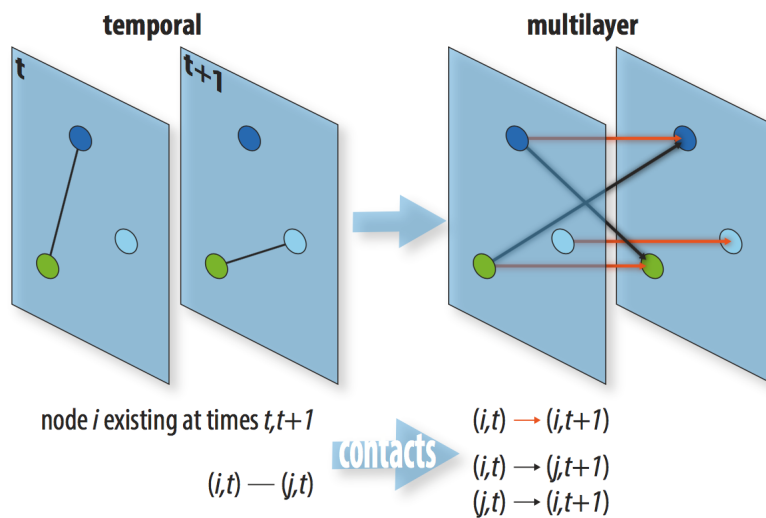 temporal
multilayer
t
t+1
node i existing at times t,t+1
(i,t) → (i,t+1)
contacts
(i,t) — (j,t)
(i,t) → (j,t+1)
(j,t) → (i,t+1)